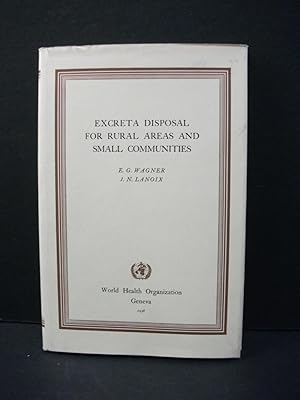 EXCRETA DISPOSAL
FOR RURAL AREAS AND
SMALL COMMUNITIES
E. G. WAGNER
J. N. LANOIX
World Health Organization
Geneva
1958